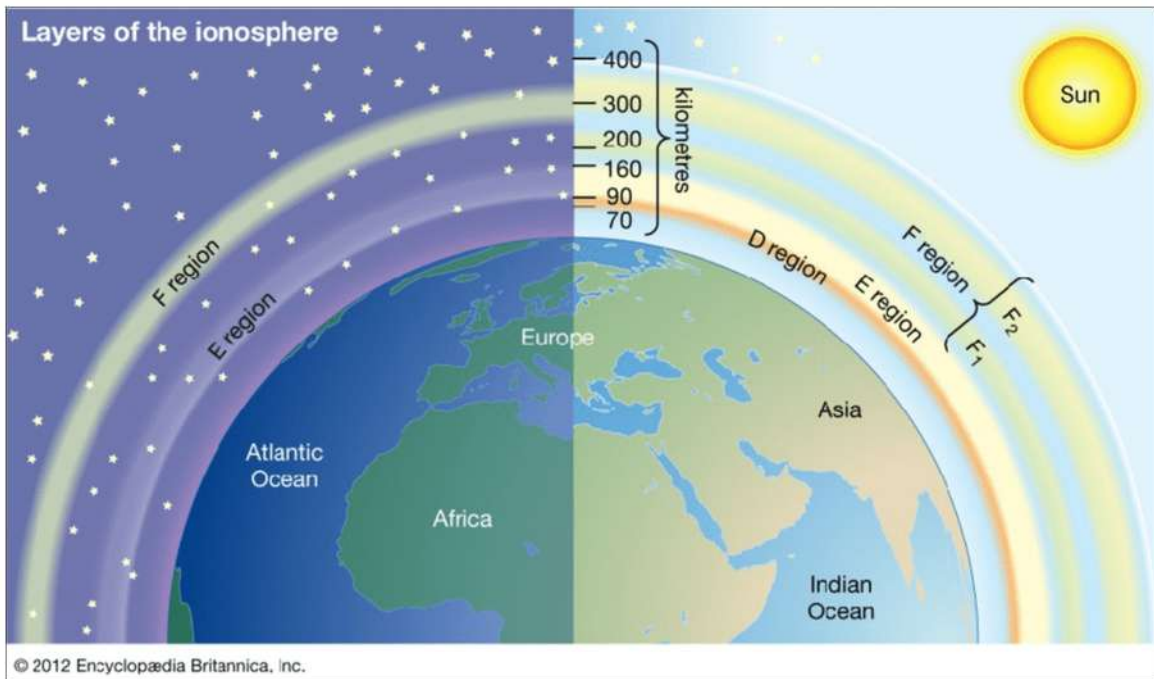 Layers of the ionosphere
400
300
200
160
90
70
kilometres
Sun
F region
E region
D region
E region
F region
F1
F2
Europe
Asia
Atlantic
Ocean
Africa
Indian
Ocean
© 2012 Encyclopædia Britannica, Inc.